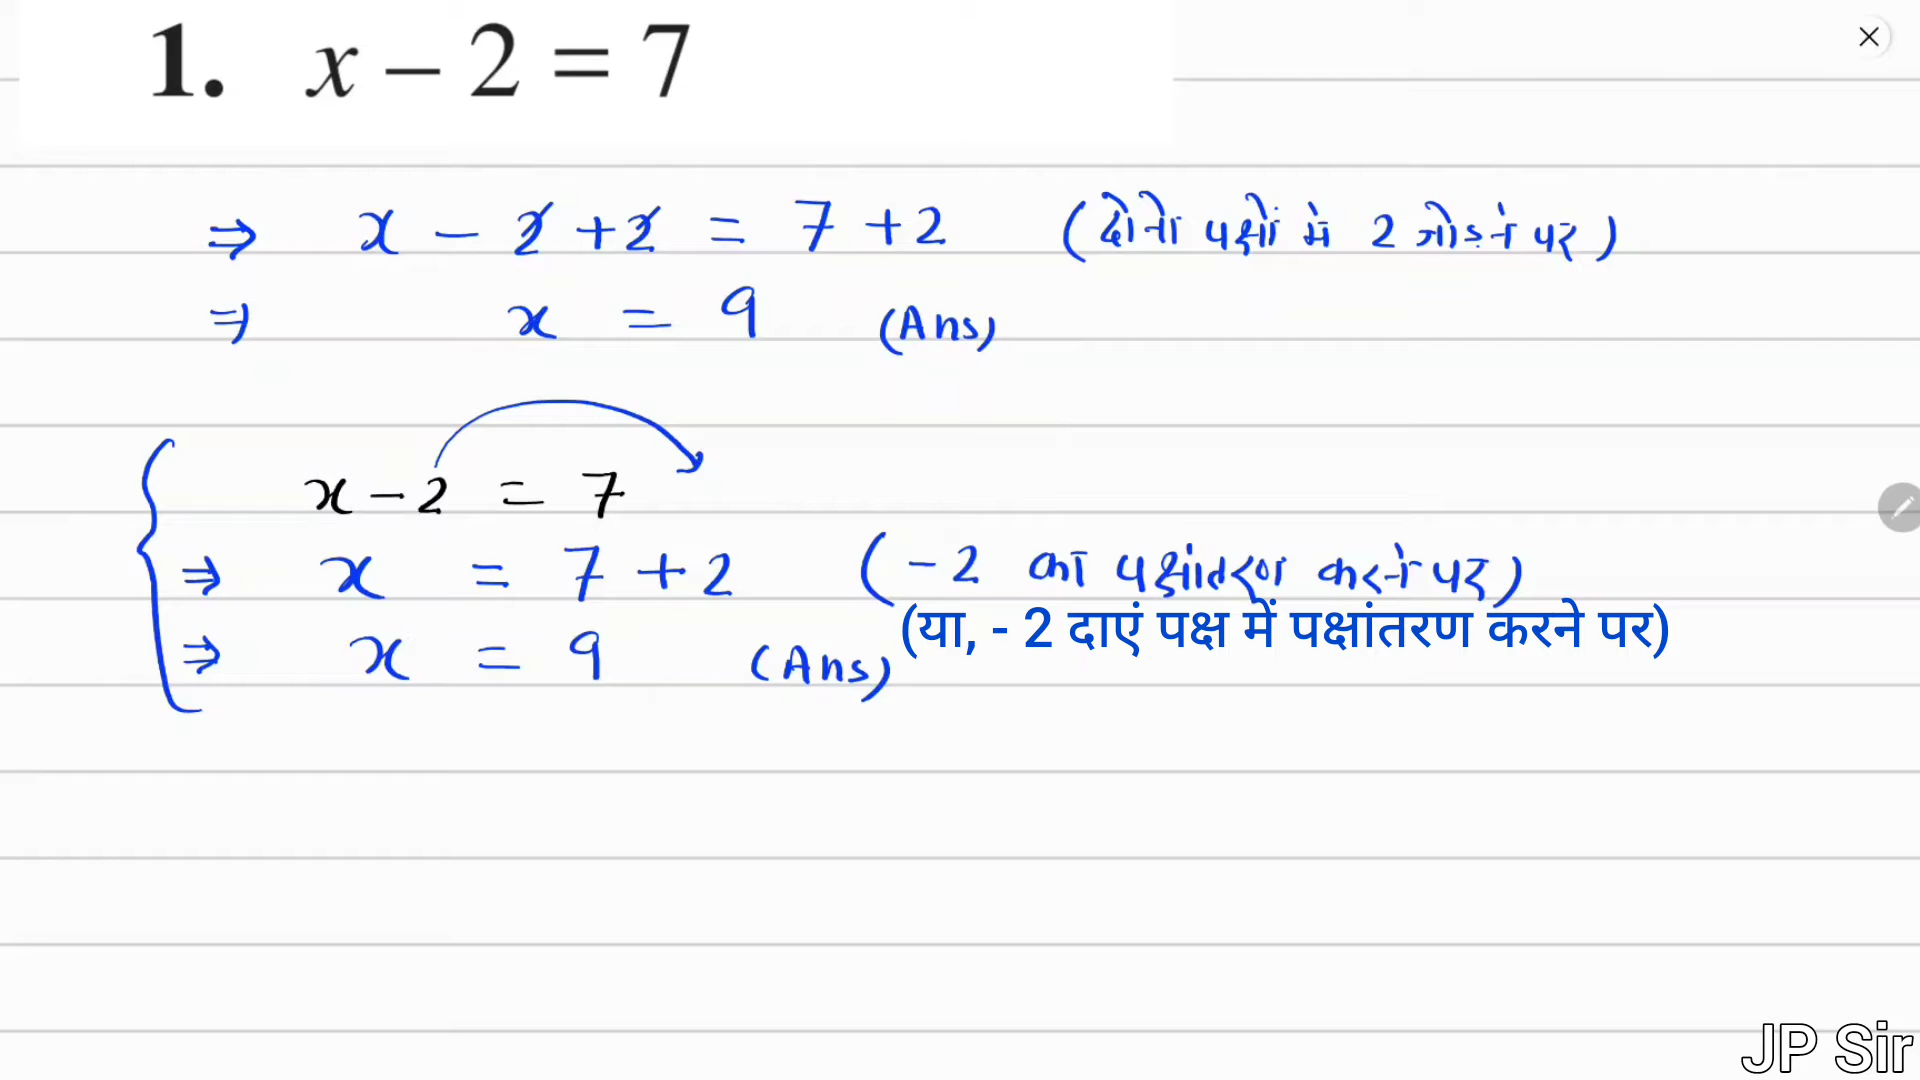 1. x – 2 = 7
⇒ x – 2 + 2 = 7 + 2 (दोनों पक्षों में 2 जोड़ने पर)
⇒ x = 9 (Ans)
x – 2 = 7
⇒ x = 7 + 2 (– 2 का पक्षांतरण करने पर)
(या, - 2 दाएं पक्ष में पक्षांतरण करने पर)
⇒ x = 9 (Ans)
JP Sir